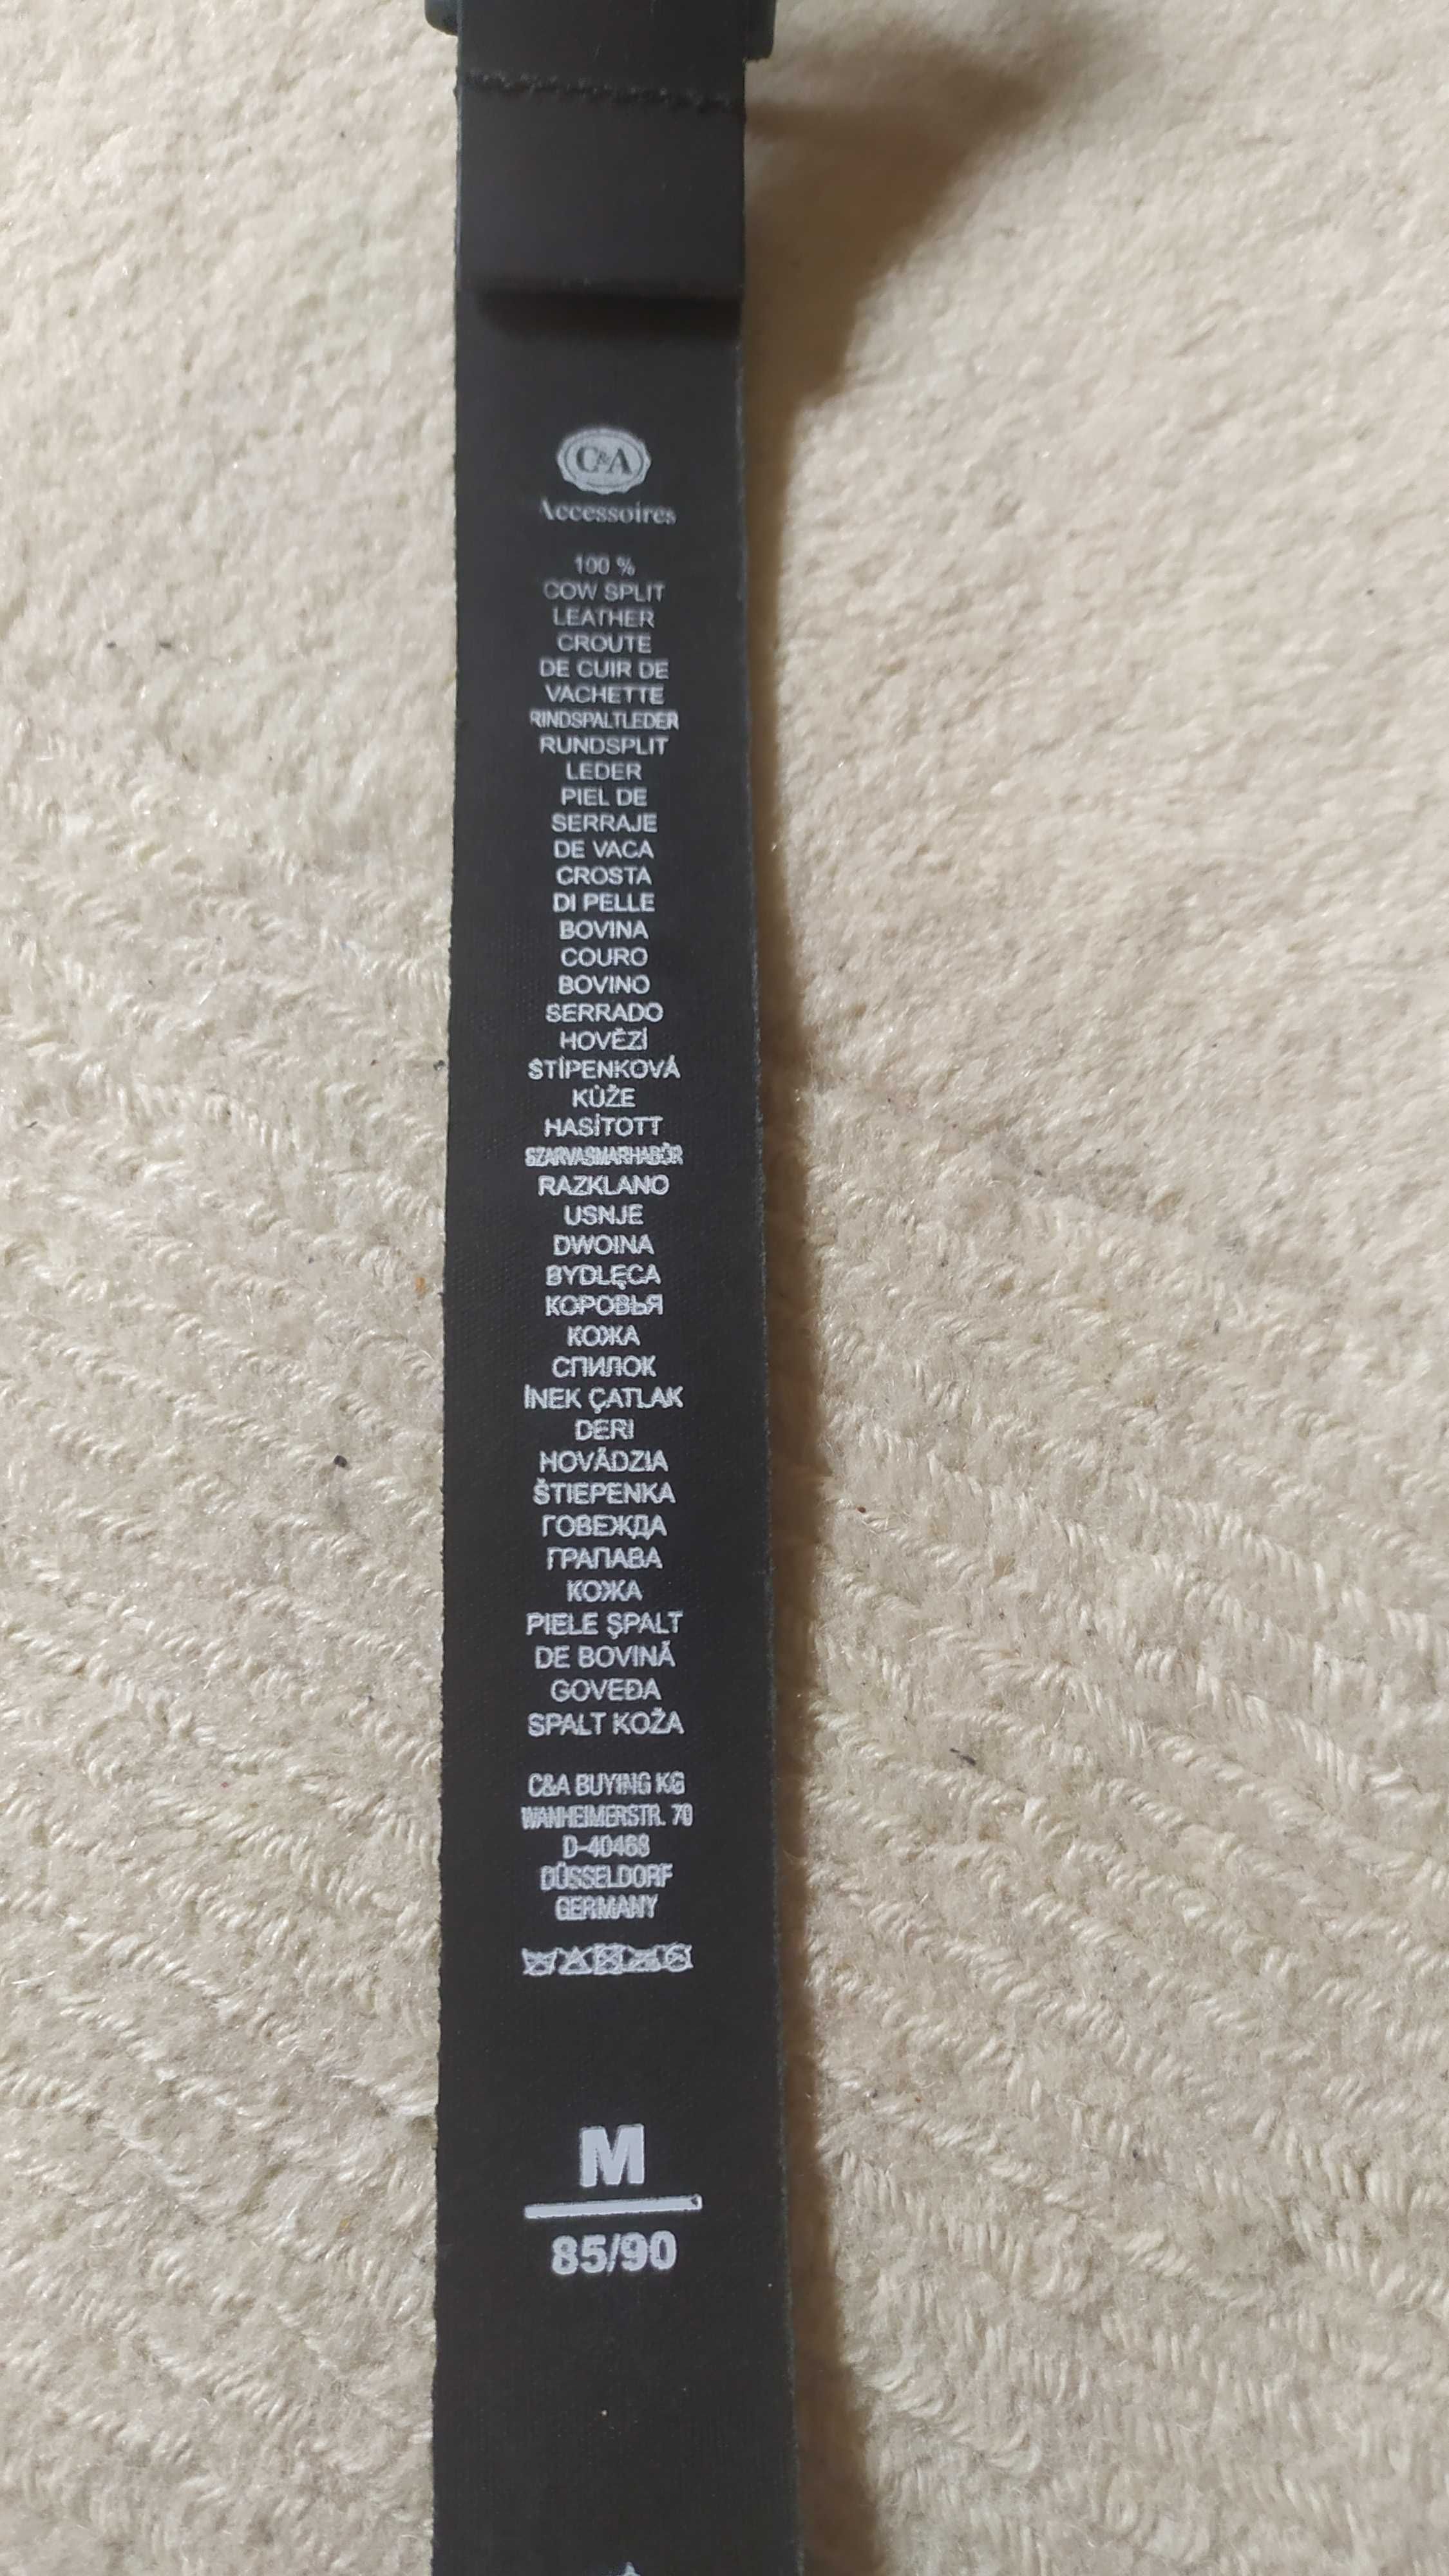 C&A
Accessoires
100 %
COW SPLIT
LEATHER
CROUTE
DE CUIR DE
VACHETTE
RINDSPALTLEDER
RUNDSPLIT
LEDER
PIEL DE
SERRAJE
DE VACA
CROSTA
DI PELLE
BOVINA
COURO
BOVINO
SERRADO
HOVĚZÍ
ŠTÍPENKOVÁ
KŮŽE
HASÍTOTT
SZARVASMARHABŐR
RAZKLANO
USNJE
DWOINA
BYDLĘCA
КОРОВЬЯ
КОЖА
СПИЛОК
İNEK ÇATLAK
DERI
HOVÄDZIA
ŠTIEPENKA
ГОВЕЖДА
ГРАПАВА
КОЖА
PIELE ŞPALT
DE BOVINĂ
GOVEĐA
SPALT KOŽA
C&A BUYING KG
WANHEIMERSTR. 70
D-40468
DÜSSELDORF
GERMANY
M
85/90